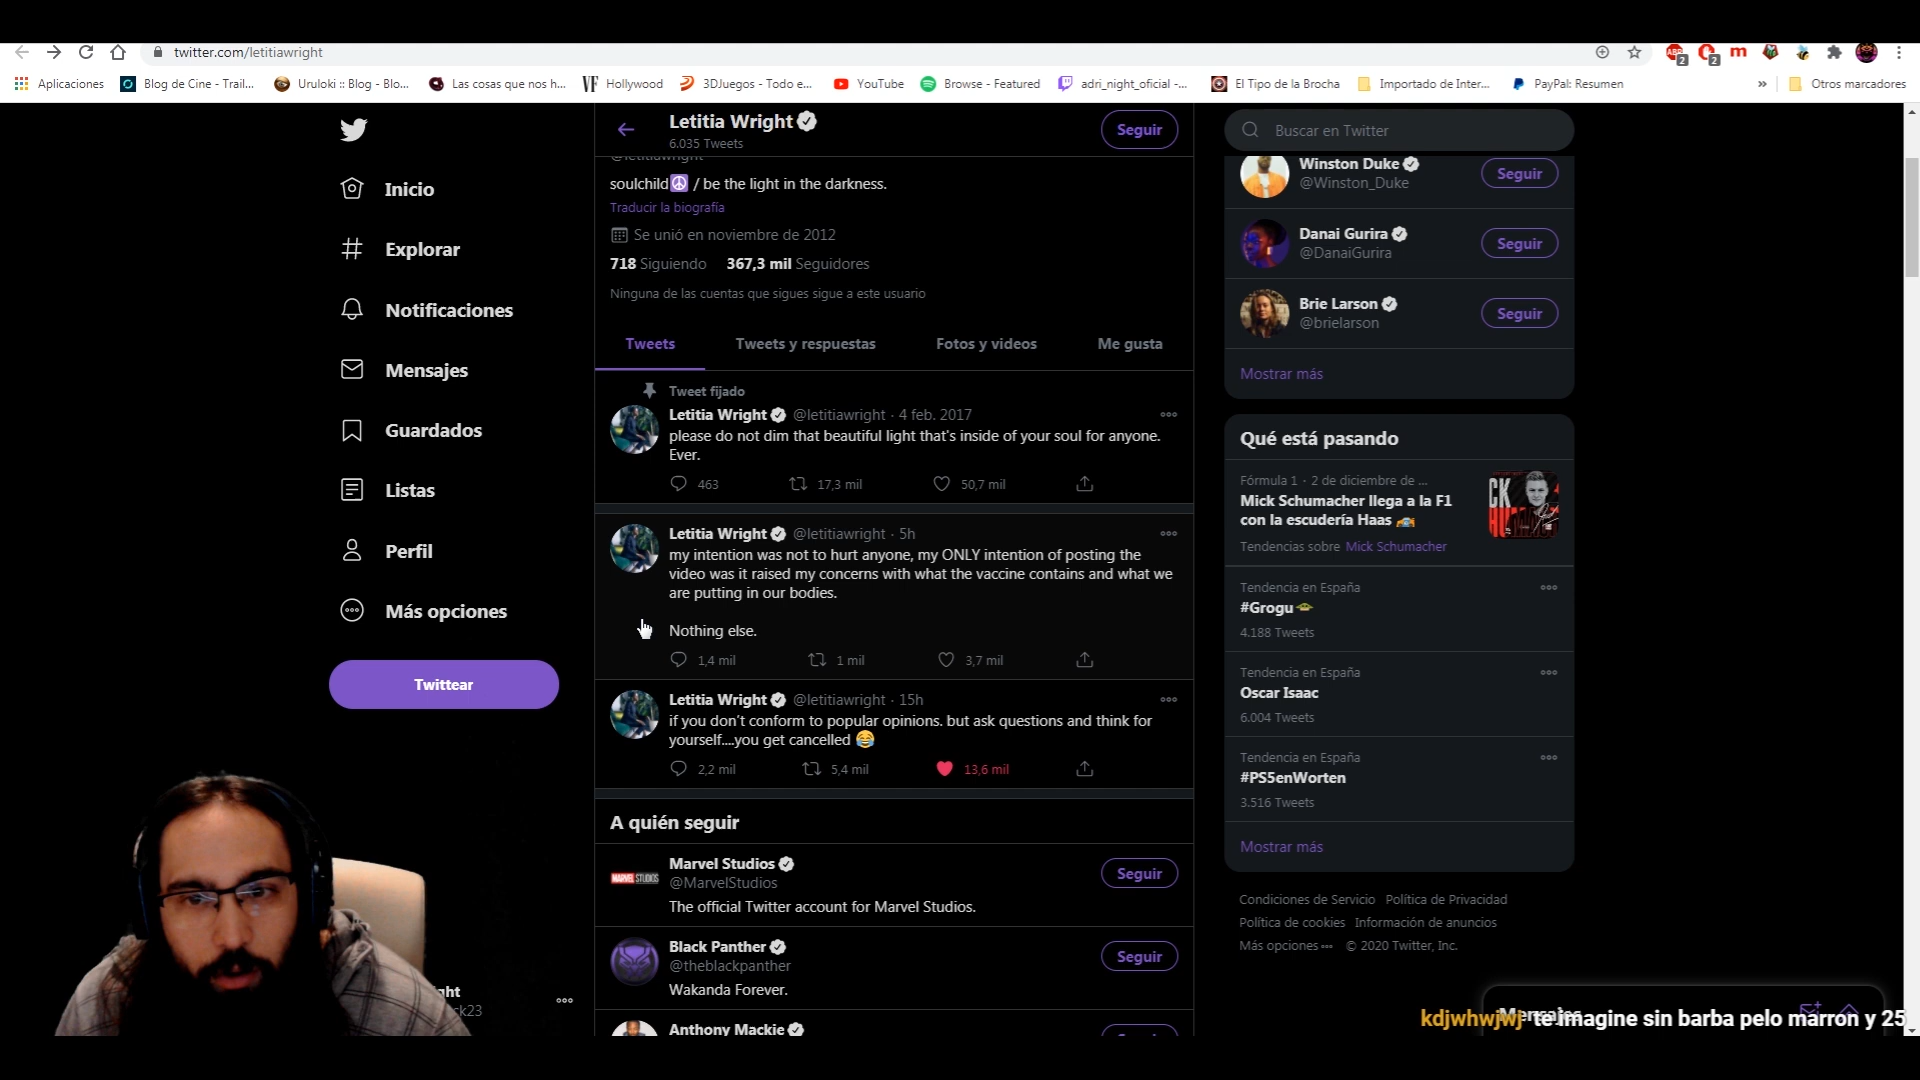 twitter.com/letitiawright
Aplicaciones
Blog de Cine - Trail...
Uruloki :: Blog - Blo...
Las cosas que nos h...
Hollywood
3DJuegos - Todo e...
YouTube
Browse - Featured
adri_night_oficial -...
El Tipo de la Brocha
Importado de Inter...
PayPal: Resumen
»
Otros marcadores
Inicio
Explorar
Notificaciones
Mensajes
Guardados
Listas
Perfil
Más opciones
Twittear
Letitia Wright
6.035 Tweets
Seguir
@letitiawright
soulchild☮ / be the light in the darkness.
Traducir la biografía
Se unió en noviembre de 2012
718 Siguiendo 367,3 mil Seguidores
Ninguna de las cuentas que sigues sigue a este usuario
Tweets Tweets y respuestas Fotos y videos Me gusta
Tweet fijado
Letitia Wright @letitiawright · 4 feb. 2017
please do not dim that beautiful light that's inside of your soul for anyone.
Ever.
463 17,3 mil 50,7 mil
Letitia Wright @letitiawright · 5h
my intention was not to hurt anyone, my ONLY intention of posting the
video was it raised my concerns with what the vaccine contains and what we
are putting in our bodies.
Nothing else.
1,4 mil 1 mil 3,7 mil
Letitia Wright @letitiawright · 15h
if you don't conform to popular opinions. but ask questions and think for
yourself....you get cancelled 😂
2,2 mil 5,4 mil 13,6 mil
A quién seguir
Marvel Studios
@MarvelStudios
Seguir
The official Twitter account for Marvel Studios.
MARVEL STUDIOS
Black Panther
@theblackpanther
Seguir
Wakanda Forever.
Anthony Mackie
Buscar en Twitter
Winston Duke
@Winston_Duke
Seguir
Danai Gurira
@DanaiGurira
Seguir
Brie Larson
@brielarson
Seguir
Mostrar más
Qué está pasando
Fórmula 1 · 2 de diciembre de ...
Mick Schumacher llega a la F1
con la escudería Haas
Tendencias sobre Mick Schumacher
Tendencia en España
#Grogu
4.188 Tweets
Tendencia en España
Oscar Isaac
6.004 Tweets
Tendencia en España
#PS5enWorten
3.516 Tweets
Mostrar más
Condiciones de Servicio Política de Privacidad
Política de cookies Información de anuncios
Más opciones ••• © 2020 Twitter, Inc.
Mensajes
kdjwhwjwj te imagine sin barba pelo marron y 25
ght
ck23